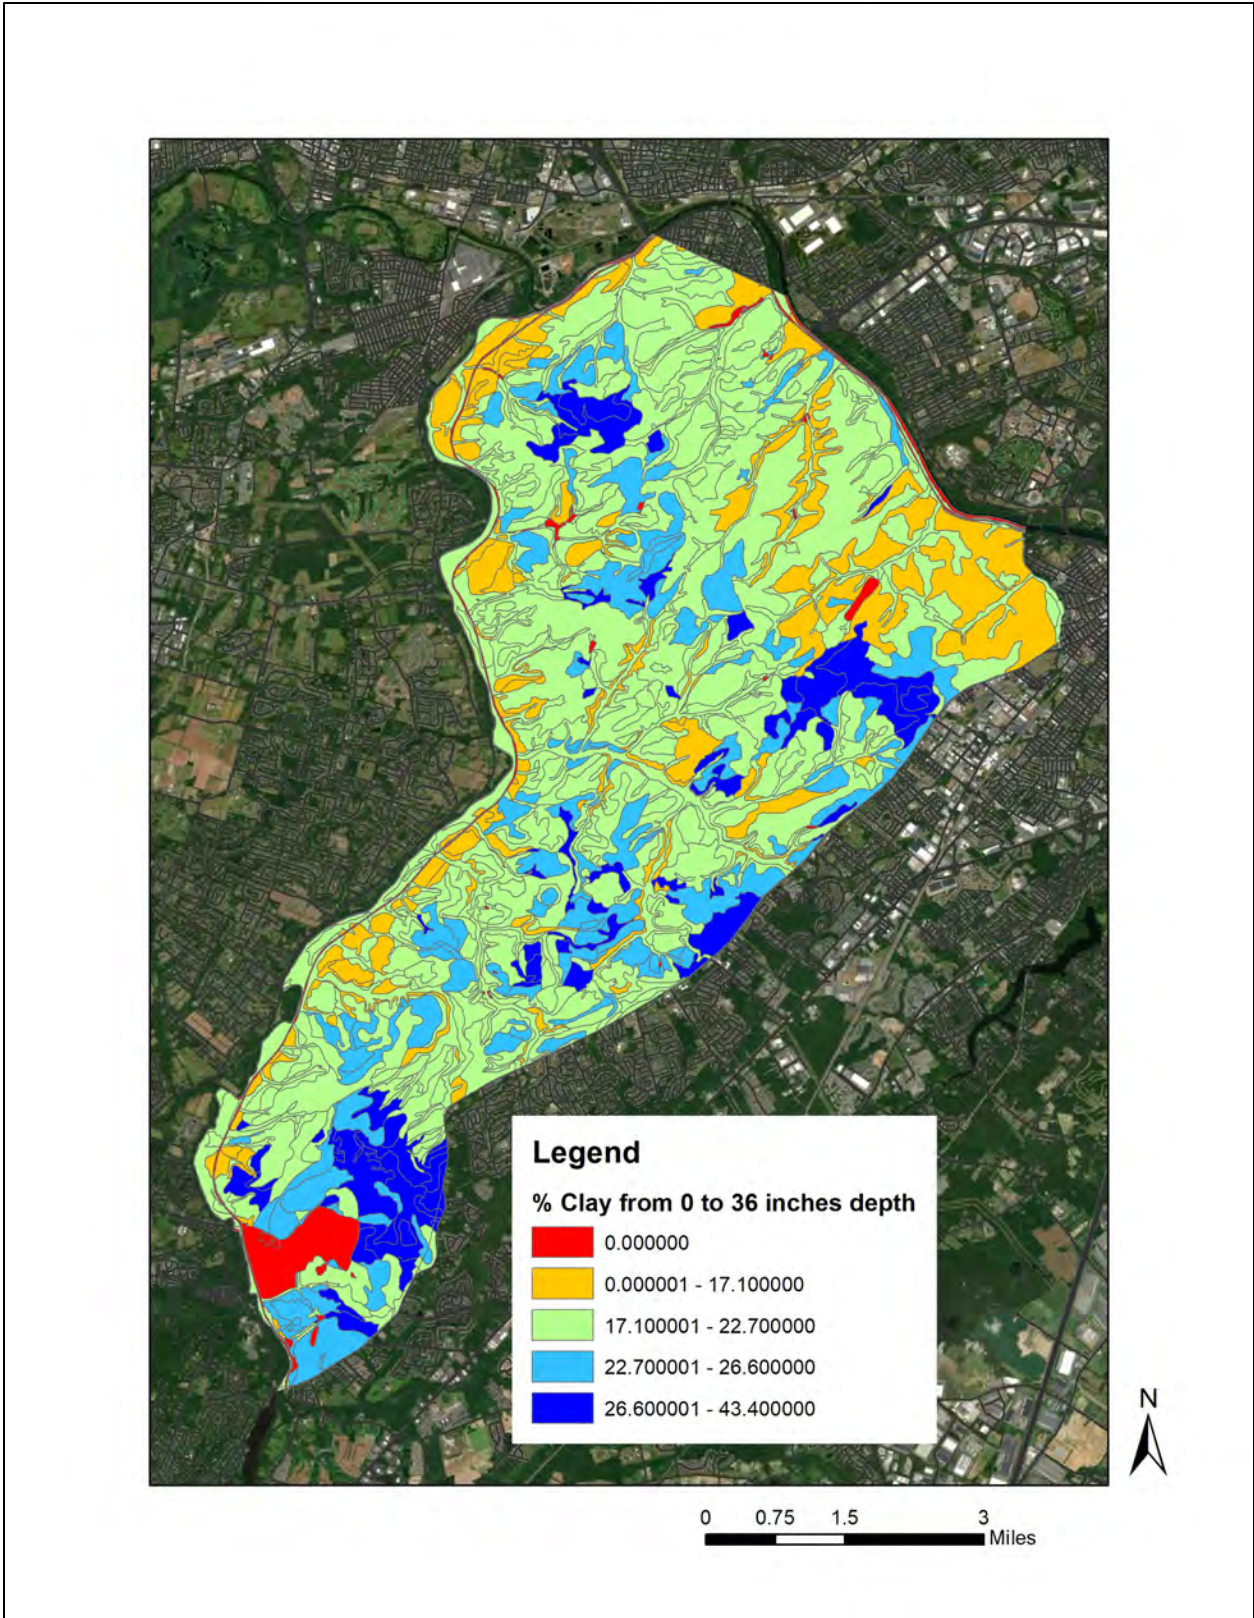 Legend
% Clay from 0 to 36 inches depth
0.000000
0.000001 - 17.100000
17.100001 - 22.700000
22.700001 - 26.600000
26.600001 - 43.400000
N
0 0.75 1.5 3
Miles